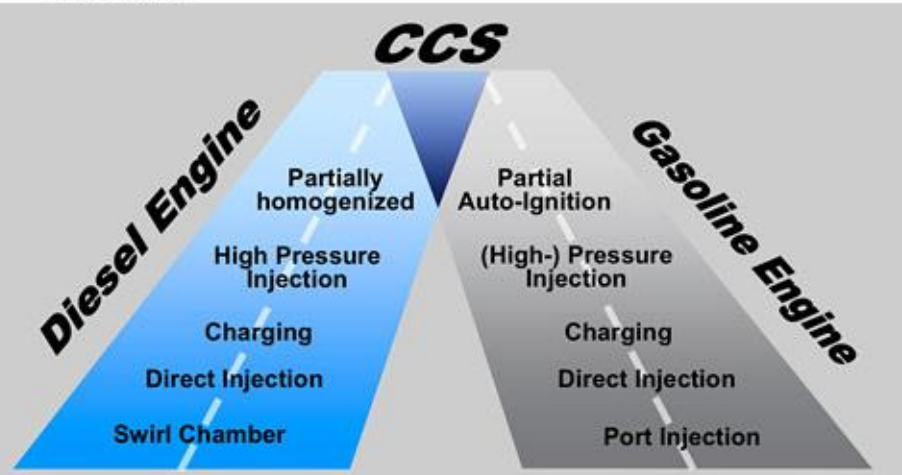 CCS
Diesel Engine
Partially
homogenized
High Pressure
Injection
Charging
Direct Injection
Swirl Chamber
Partial
Auto-Ignition
(High-) Pressure
Injection
Charging
Direct Injection
Port Injection
Gasoline Engine